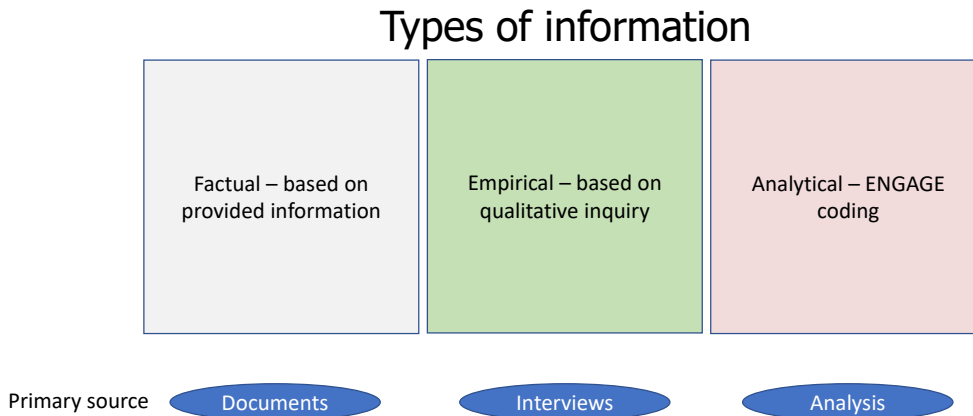 Types of information
Factual – based on
provided information
Empirical – based on
qualitative inquiry
Analytical – ENGAGE
coding
Primary source
Documents
Interviews
Analysis